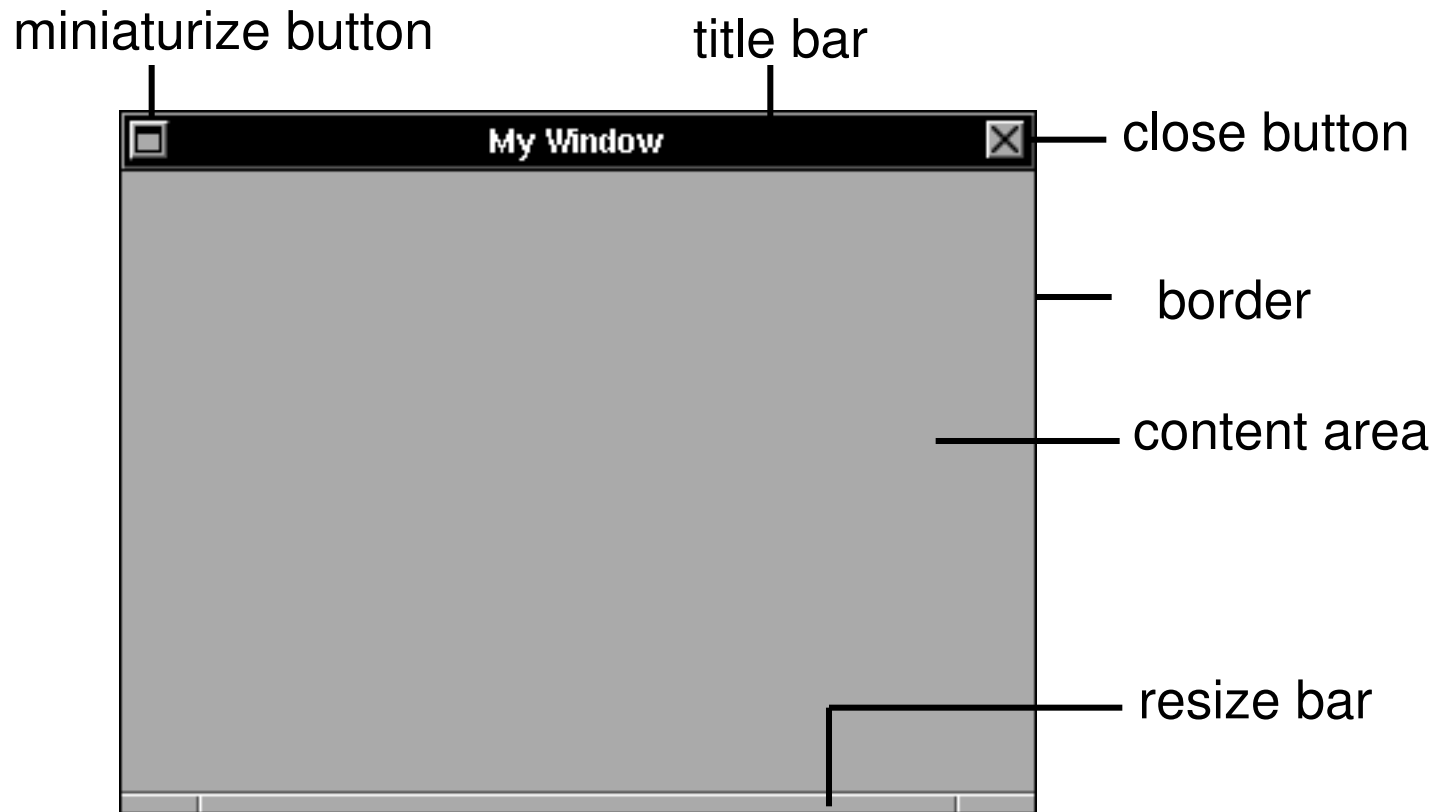 miniaturize button
title bar
My Window
close button
border
content area
resize bar